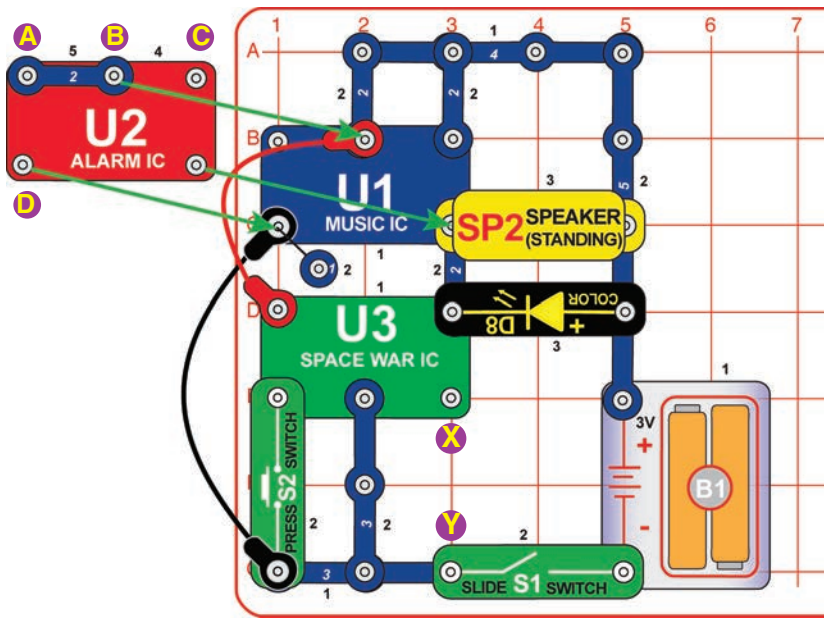 1 2 3 4 5 6 7
A B C
5 4
2
U2
ALARM IC
D
A
1
4
2 2 2 2
B
U1
MUSIC IC
3
5 2
SP2 SPEAKER
(STANDING)
C
1
1 2
2 2
1
D
U3
SPACE WAR IC
D8
+
COLOR
3
1
X
3V
+
B1
-
PRESS S2 SWITCH
2
3 2
Y
2
3
1
SLIDE S1 SWITCH